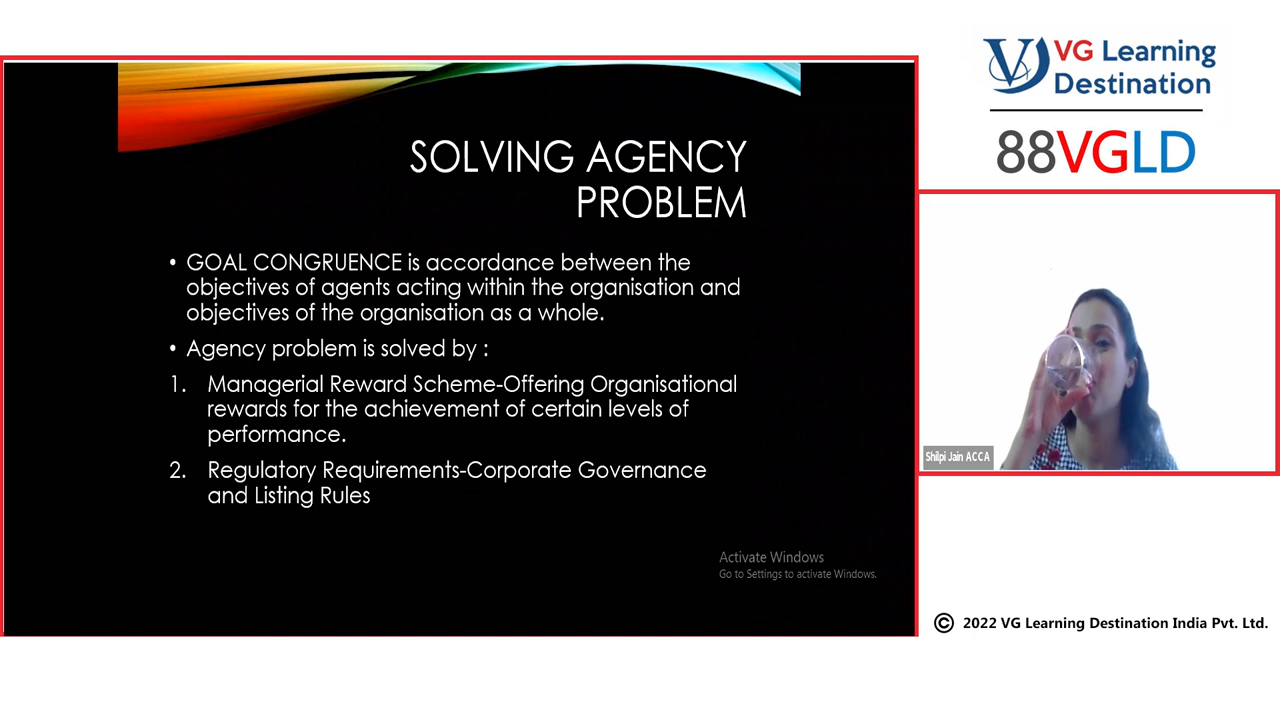 VG Learning
Destination
88VGLD
SOLVING AGENCY
PROBLEM
• GOAL CONGRUENCE is accordance between the
objectives of agents acting within the organisation and
objectives of the organisation as a whole.
• Agency problem is solved by :
1. Managerial Reward Scheme-Offering Organisational
rewards for the achievement of certain levels of
performance.
2. Regulatory Requirements-Corporate Governance
and Listing Rules
Activate Windows
Go to Settings to activate Windows.
Shilpi Jain ACCA
© 2022 VG Learning Destination India Pvt. Ltd.